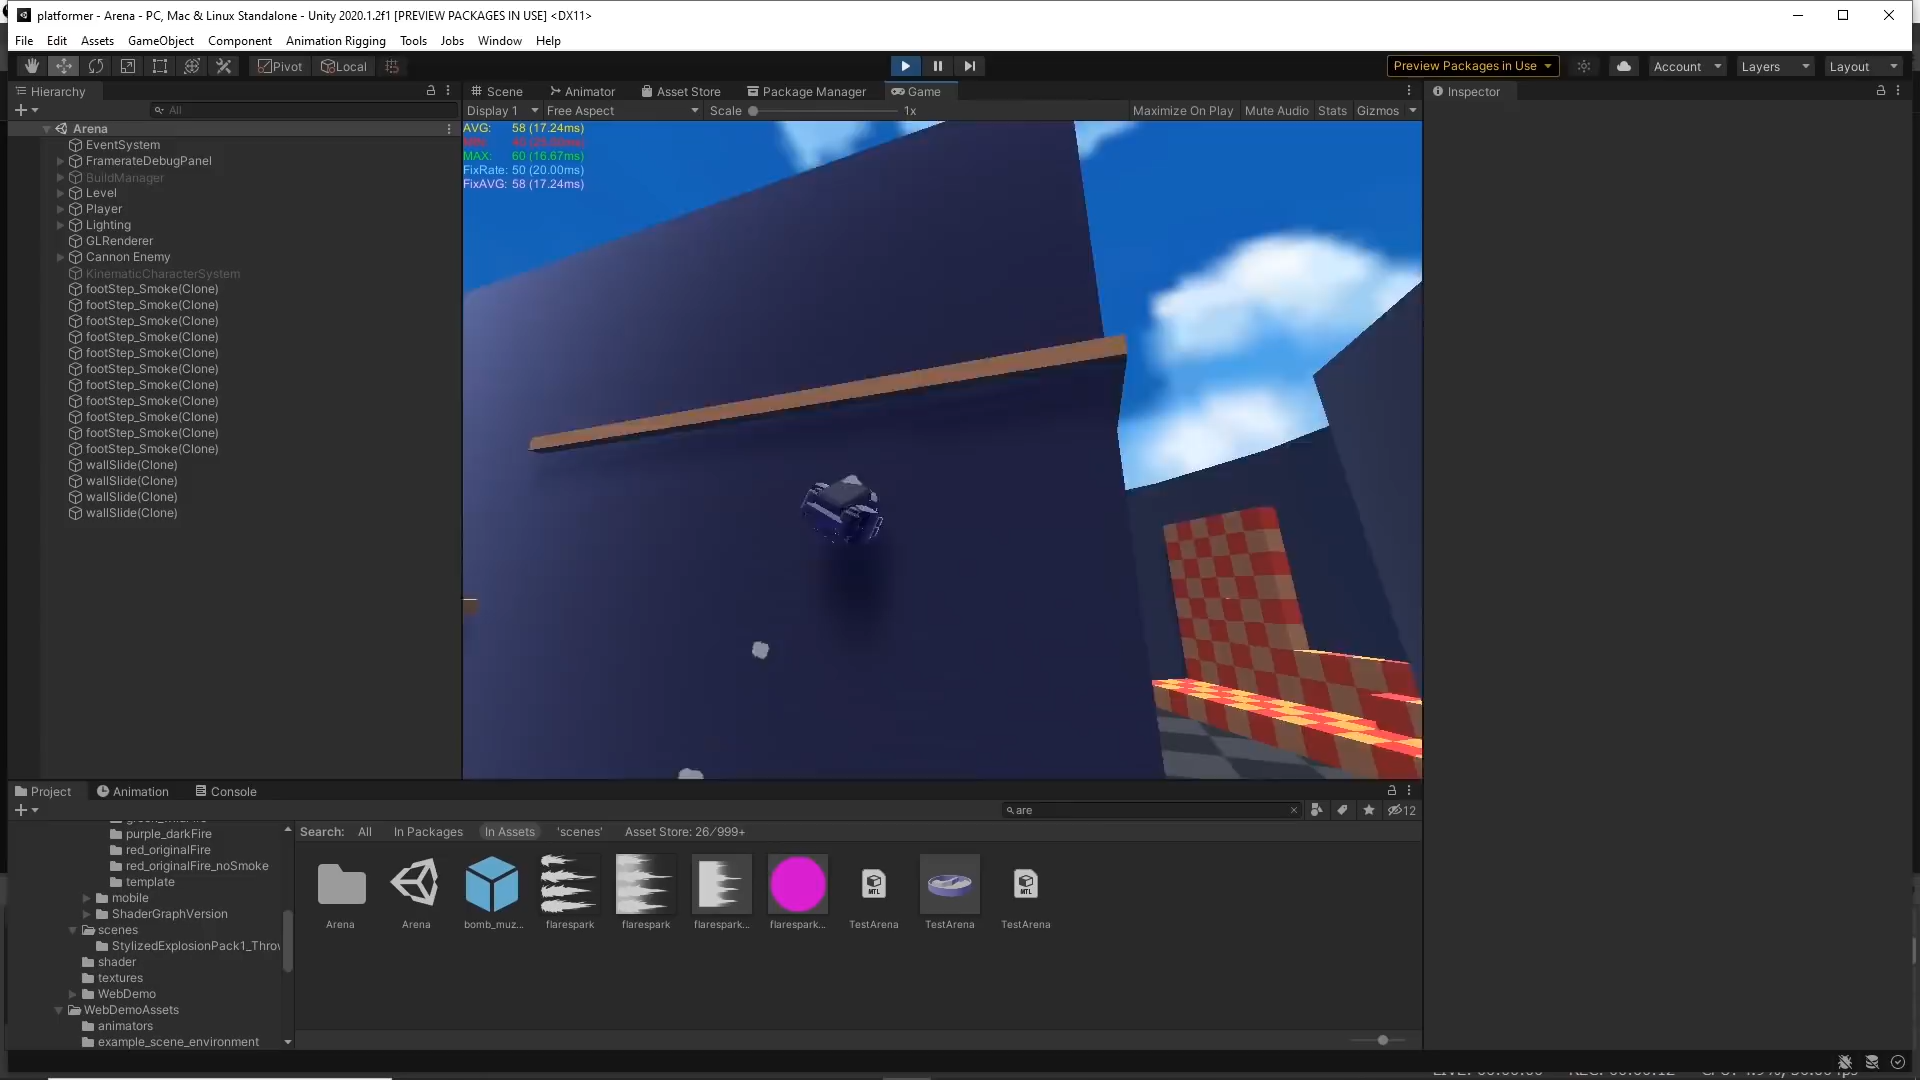 platformer - Arena - PC, Mac & Linux Standalone - Unity 2020.1.2f1 [PREVIEW PACKAGES IN USE] <DX11>
File Edit Assets GameObject Component Animation Rigging Tools Jobs Window Help
Pivot Local Preview Packages in Use Account Layers Layout
Hierarchy Scene Animator Asset Store Package Manager Game Inspector
All Display 1 Free Aspect Scale 1x Maximize On Play Mute Audio Stats Gizmos
Arena
EventSystem
FramerateDebugPanel
BuildManager
Level
Player
Lighting
GLRenderer
Cannon Enemy
KinematicCharacterSystem
footStep_Smoke(Clone)
footStep_Smoke(Clone)
footStep_Smoke(Clone)
footStep_Smoke(Clone)
footStep_Smoke(Clone)
footStep_Smoke(Clone)
footStep_Smoke(Clone)
footStep_Smoke(Clone)
footStep_Smoke(Clone)
footStep_Smoke(Clone)
footStep_Smoke(Clone)
wallSlide(Clone)
wallSlide(Clone)
wallSlide(Clone)
wallSlide(Clone)
AVG: 58 (17.24ms)
MAX: 60 (16.67ms)
FixRate: 50 (20.00ms)
FixAVG: 58 (17.24ms)
Project Animation Console
are 12
purple_darkFire
red_originalFire
red_originalFire_noSmoke
template
mobile
ShaderGraphVersion
scenes
StylizedExplosionPack1_Throw
shader
textures
WebDemo
WebDemoAssets
animators
example_scene_environment
Search: All In Packages In Assets 'scenes' Asset Store: 26/999+
Arena Arena bomb_muz... flarespark flarespark flarespark... flarespark... TestArena TestArena TestArena